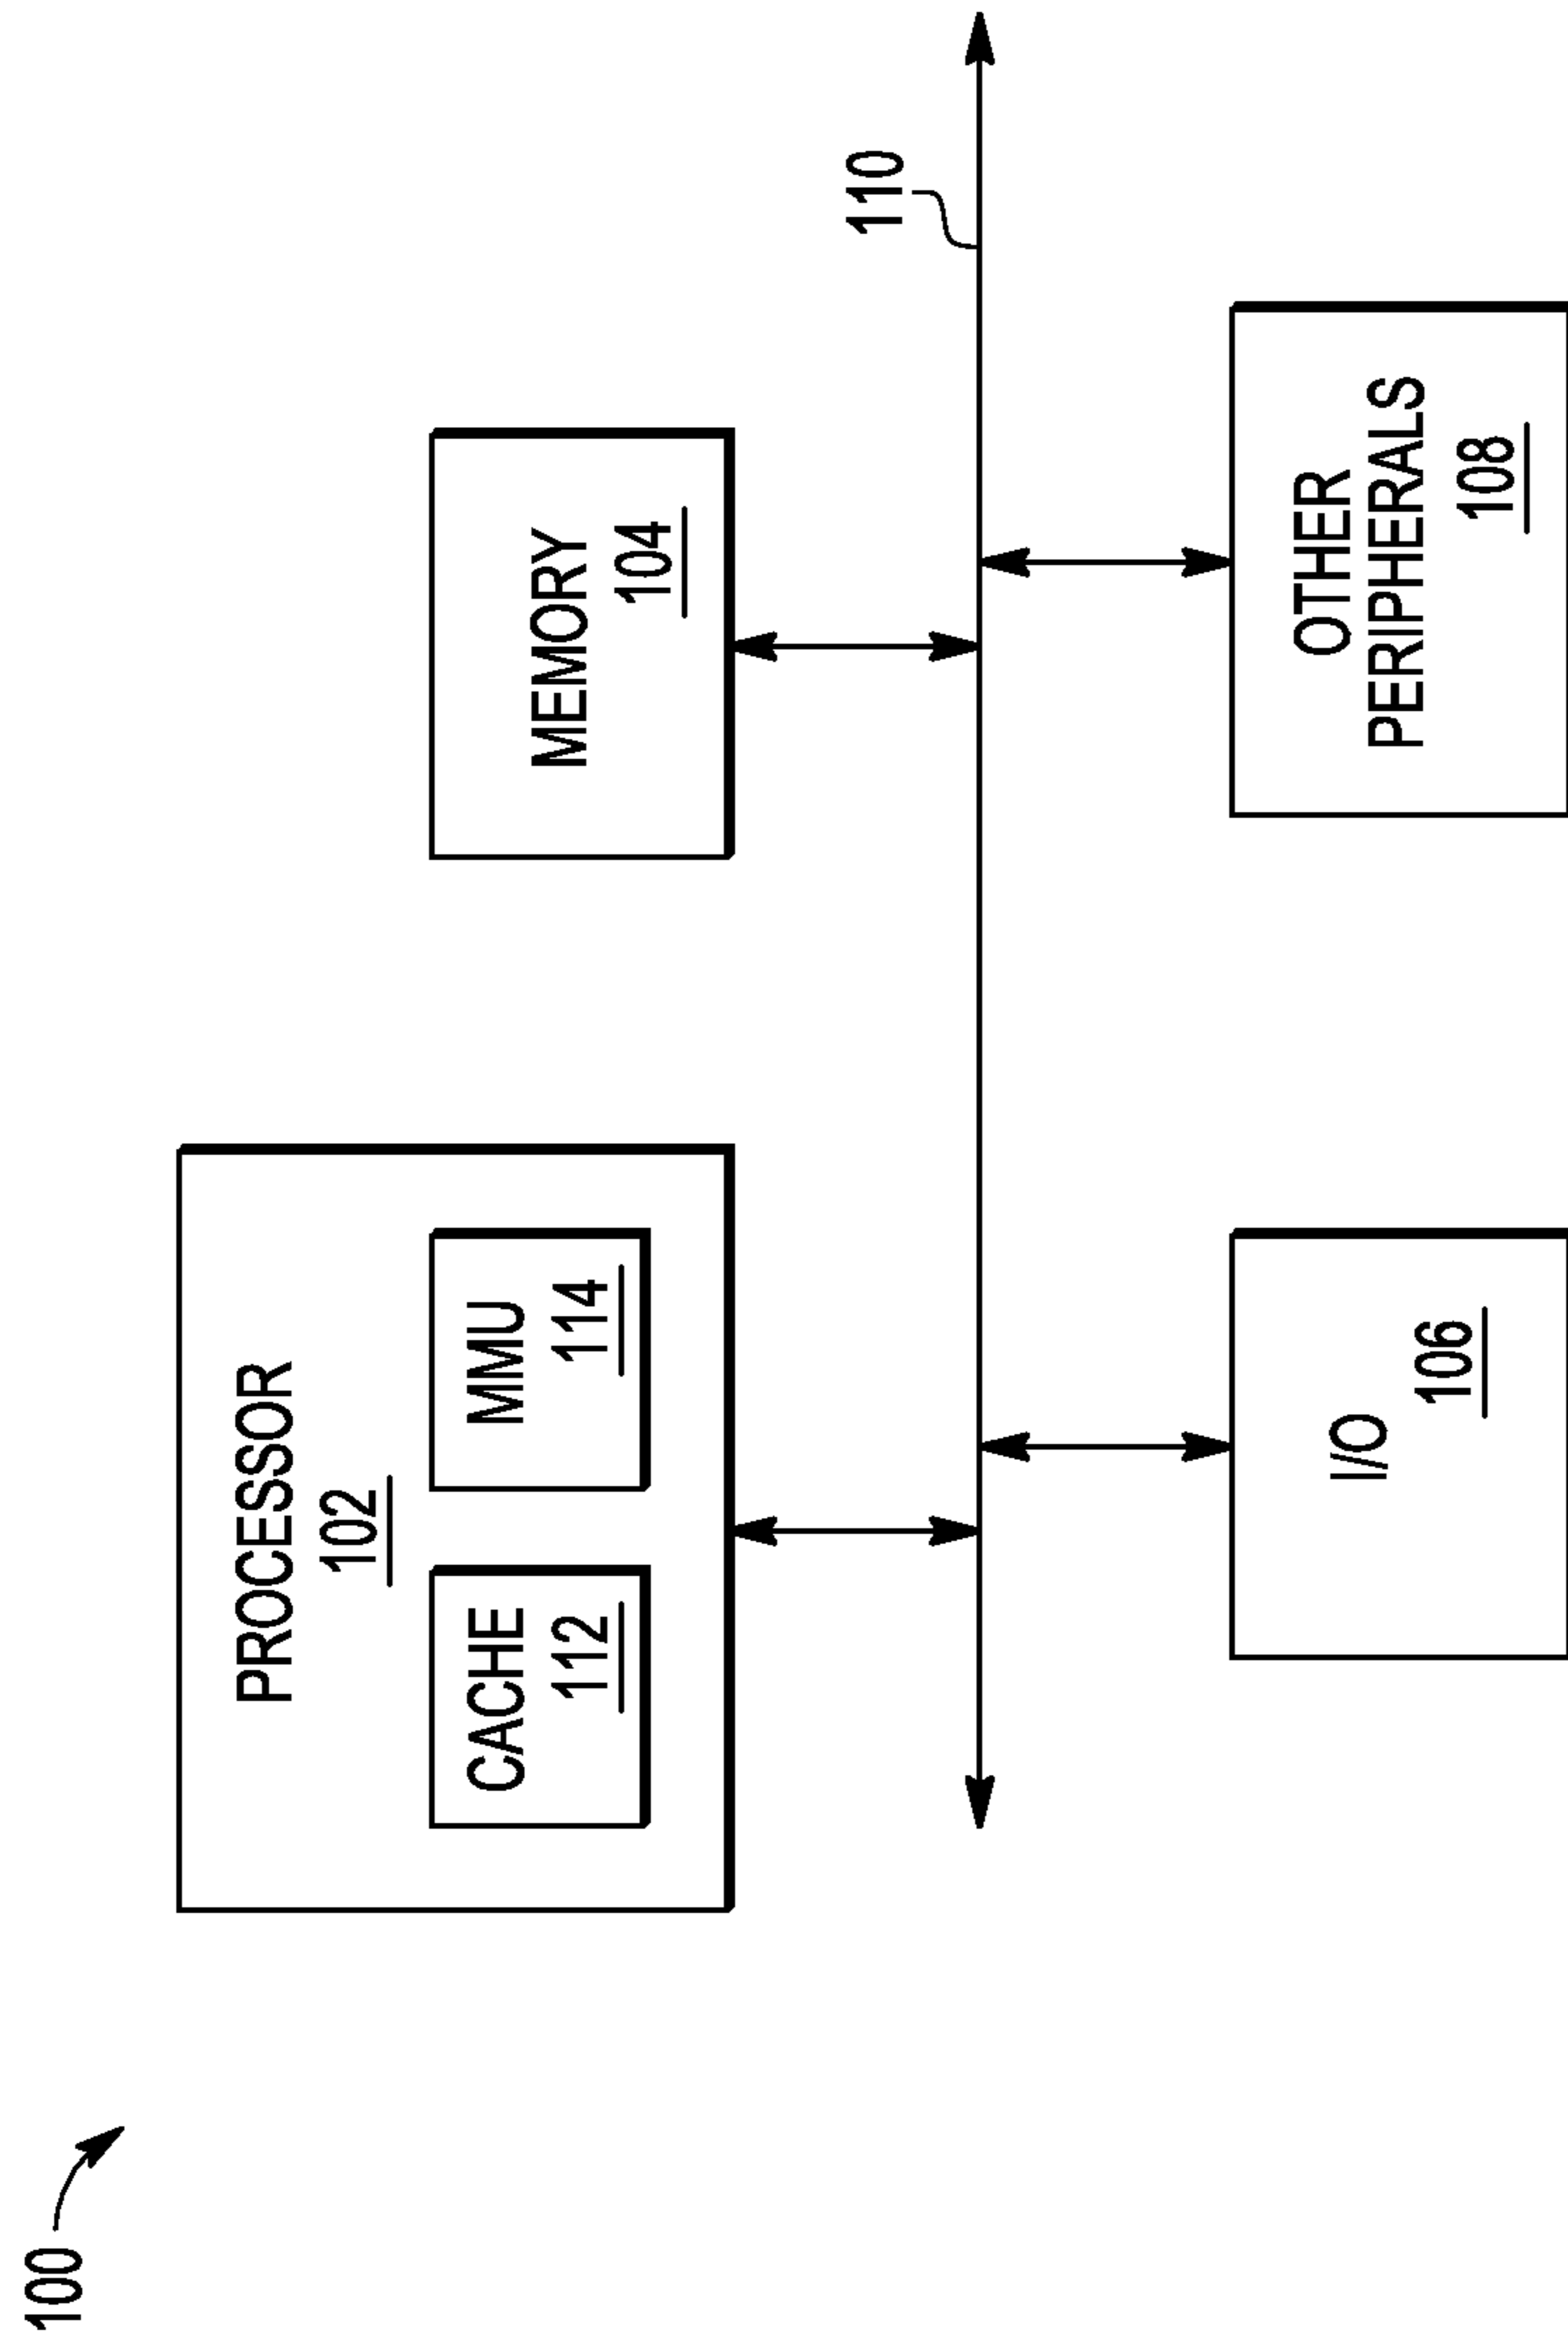 100
PROCESSOR
102
CACHE
112
MMU
114
MEMORY
104
110
I/O
106
OTHER
PERIPHERALS
108